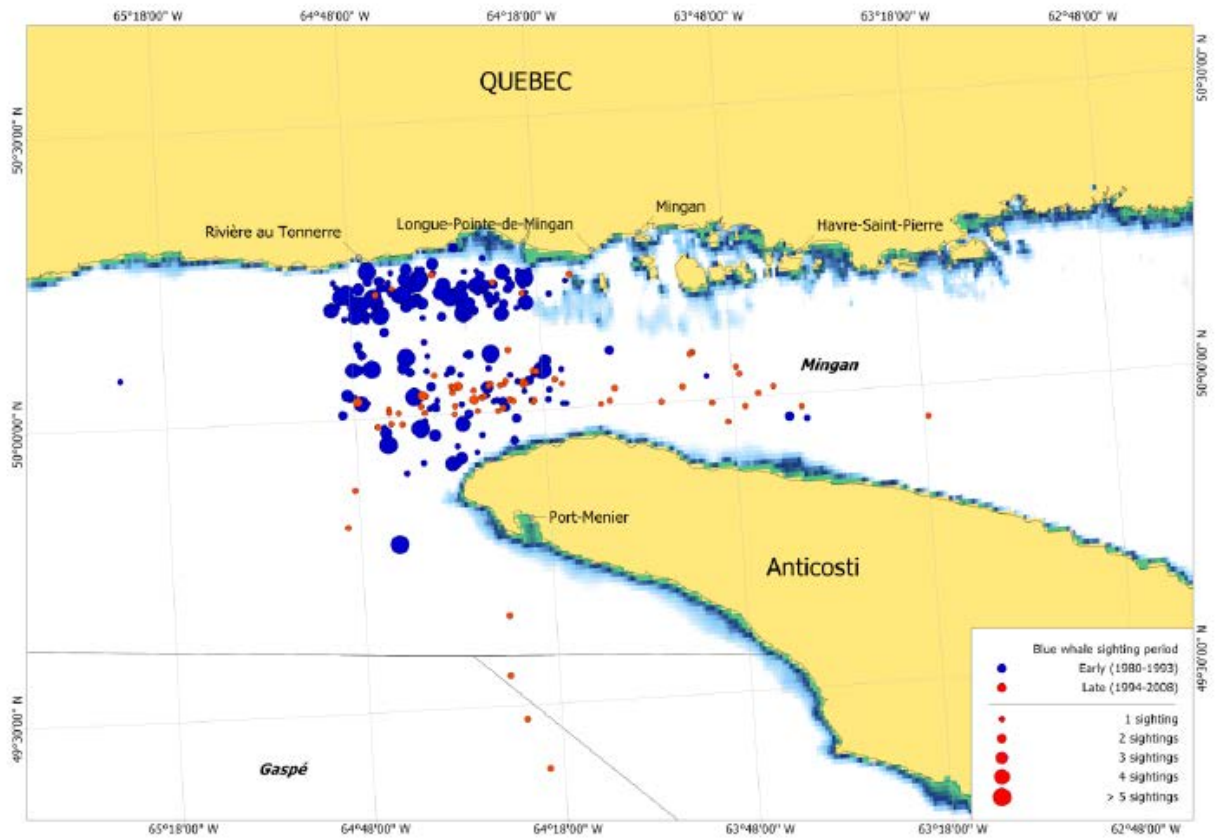 65°18'00" W 64°48'00" W 64°18'00" W 63°48'00" W 63°18'00" W 62°48'00" W
50°30'00" N
QUEBEC
50°30'00" N
Rivière au Tonnerre
Longue-Pointe-de-Mingan
Mingan
Havre-Saint-Pierre
Mingan
50°00'00" N
50°00'00" N
Port-Menier
Anticosti
Blue whale sighting period
Early (1980-1993)
Late (1994-2008)
1 sighting
2 sightings
3 sightings
4 sightings
> 5 sightings
49°30'00" N
49°30'00" N
Gaspé
65°18'00" W 64°48'00" W 64°18'00" W 63°48'00" W 63°18'00" W 62°48'00" W